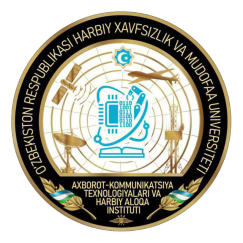 O'ZBEKISTON RESPUBLIKASI HARBIY XAVFSIZLIK VA MUDOFAA UNIVERSITETI
AXBOROT-KOMMUNIKATSIYA
TEXNOLOGIYALARI VA
HARBIY ALOQA
INSTITUTI